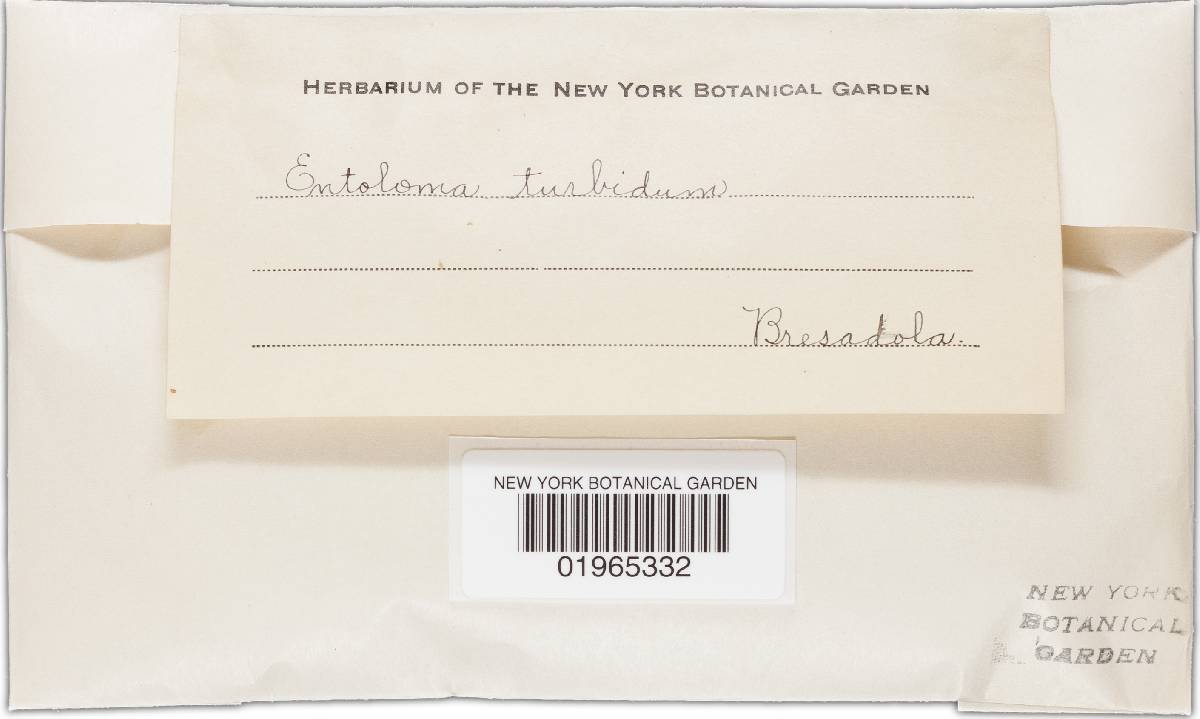 HERBARIUM OF THE NEW YORK BOTANICAL GARDEN
Entoloma turbidum
Bresadola.
NEW YORK BOTANICAL GARDEN
01965332
NEW YORK
BOTANICAL
GARDEN